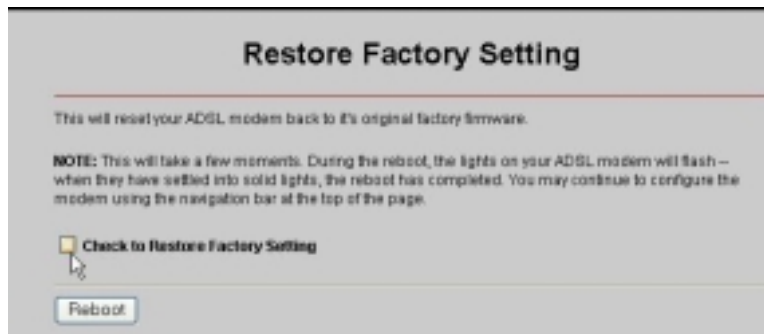 Restore Factory Setting
This will reset your ADSL modem back to it's original factory firmware.
NOTE: This will take a few moments. During the reboot, the lights on your ADSL modem will flash –
when they have settled into solid lights, the reboot has completed. You may continue to configure the
modem using the navigation bar at the top of the page.
Check to Restore Factory Setting
Reboot